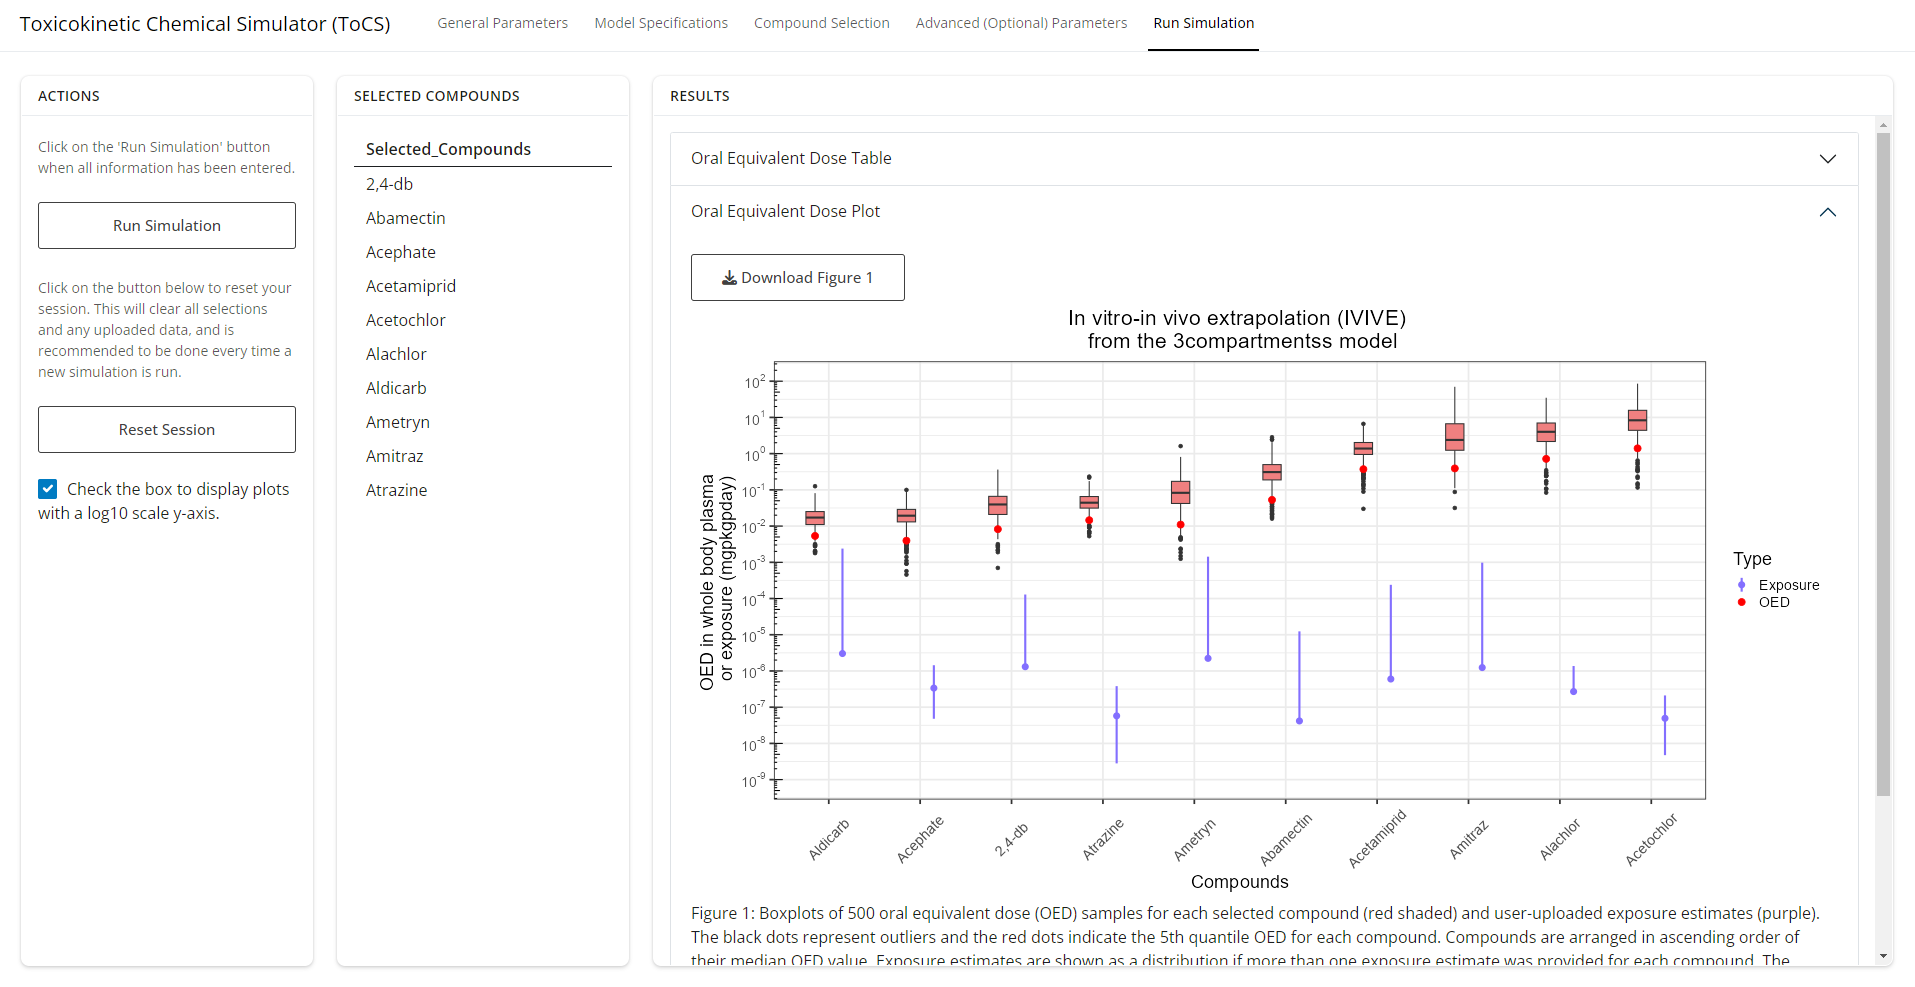 Toxicokinetic Chemical Simulator (ToCS)
General Parameters
Model Specifications
Compound Selection
Advanced (Optional) Parameters
Run Simulation
ACTIONS
Click on the 'Run Simulation' button
when all information has been entered.
Run Simulation
Click on the button below to reset your
session. This will clear all selections
and any uploaded data, and is
recommended to be done every time a
new simulation is run.
Reset Session
Check the box to display plots
with a log10 scale y-axis.
SELECTED COMPOUNDS
Selected_Compounds
2,4-db
Abamectin
Acephate
Acetamiprid
Acetochlor
Alachlor
Aldicarb
Ametryn
Amitraz
Atrazine
RESULTS
Oral Equivalent Dose Table
Oral Equivalent Dose Plot
Download Figure 1
In vitro-in vivo extrapolation (IVIVE)
from the 3compartmentss model
OED in whole body plasma
or exposure (mgpkgpday)
10²
10¹
10⁰
10⁻¹
10⁻²
10⁻³
10⁻⁴
10⁻⁵
10⁻⁶
10⁻⁷
10⁻⁸
10⁻⁹
Aldicarb
Acephate
2,4-db
Atrazine
Ametryn
Abamectin
Acetamiprid
Amitraz
Alachlor
Acetochlor
Compounds
Type
Exposure
OED
Figure 1: Boxplots of 500 oral equivalent dose (OED) samples for each selected compound (red shaded) and user-uploaded exposure estimates (purple).
The black dots represent outliers and the red dots indicate the 5th quantile OED for each compound. Compounds are arranged in ascending order of
their median OED value. Exposure estimates are shown as a distribution if more than one exposure estimate was provided for each compound. The